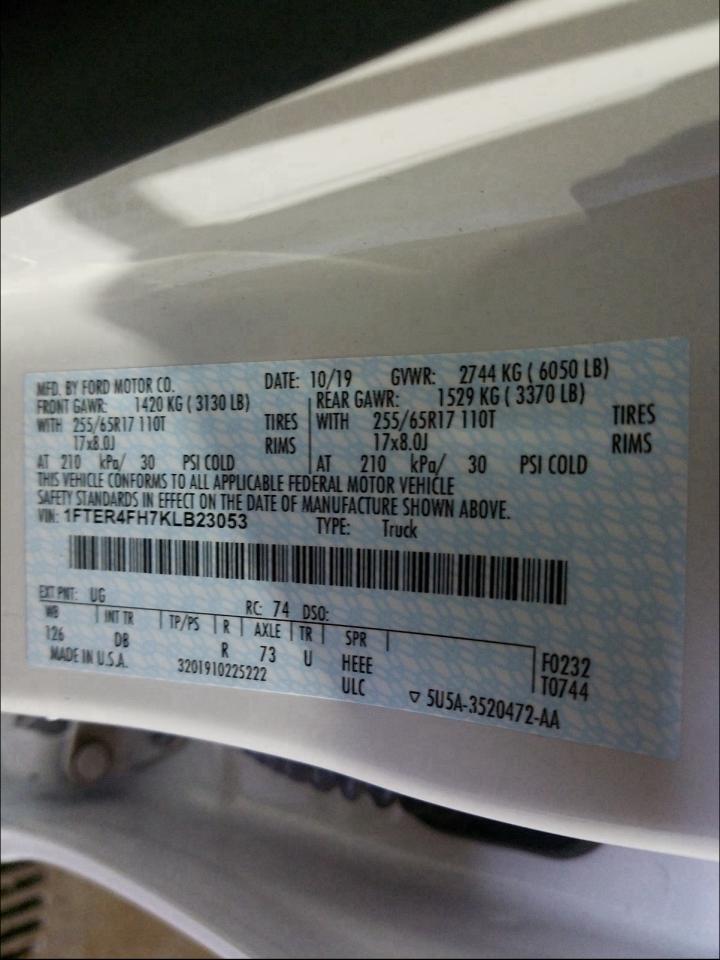 MFD. BY FORD MOTOR CO. DATE: 10/19 GVWR: 2744 KG ( 6050 LB)
FRONT GAWR: 1420 KG ( 3130 LB) REAR GAWR: 1529 KG ( 3370 LB)
WITH 255/65R17 110T TIRES WITH 255/65R17 110T TIRES
17x8.0J RIMS 17x8.0J RIMS
AT 210 kPa/ 30 PSI COLD AT 210 kPa/ 30 PSI COLD
THIS VEHICLE CONFORMS TO ALL APPLICABLE FEDERAL MOTOR VEHICLE
SAFETY STANDARDS IN EFFECT ON THE DATE OF MANUFACTURE SHOWN ABOVE.
VIN: 1FTER4FH7KLB23053 TYPE: Truck
EXT PNT: UG RC: 74 DSO:
WB INT TR TP/PS R AXLE TR SPR
126 DB R 73 U HEEE F0232
MADE IN U.S.A. 3201910225222 ULC T0744
▽ 5U5A-3520472-AA